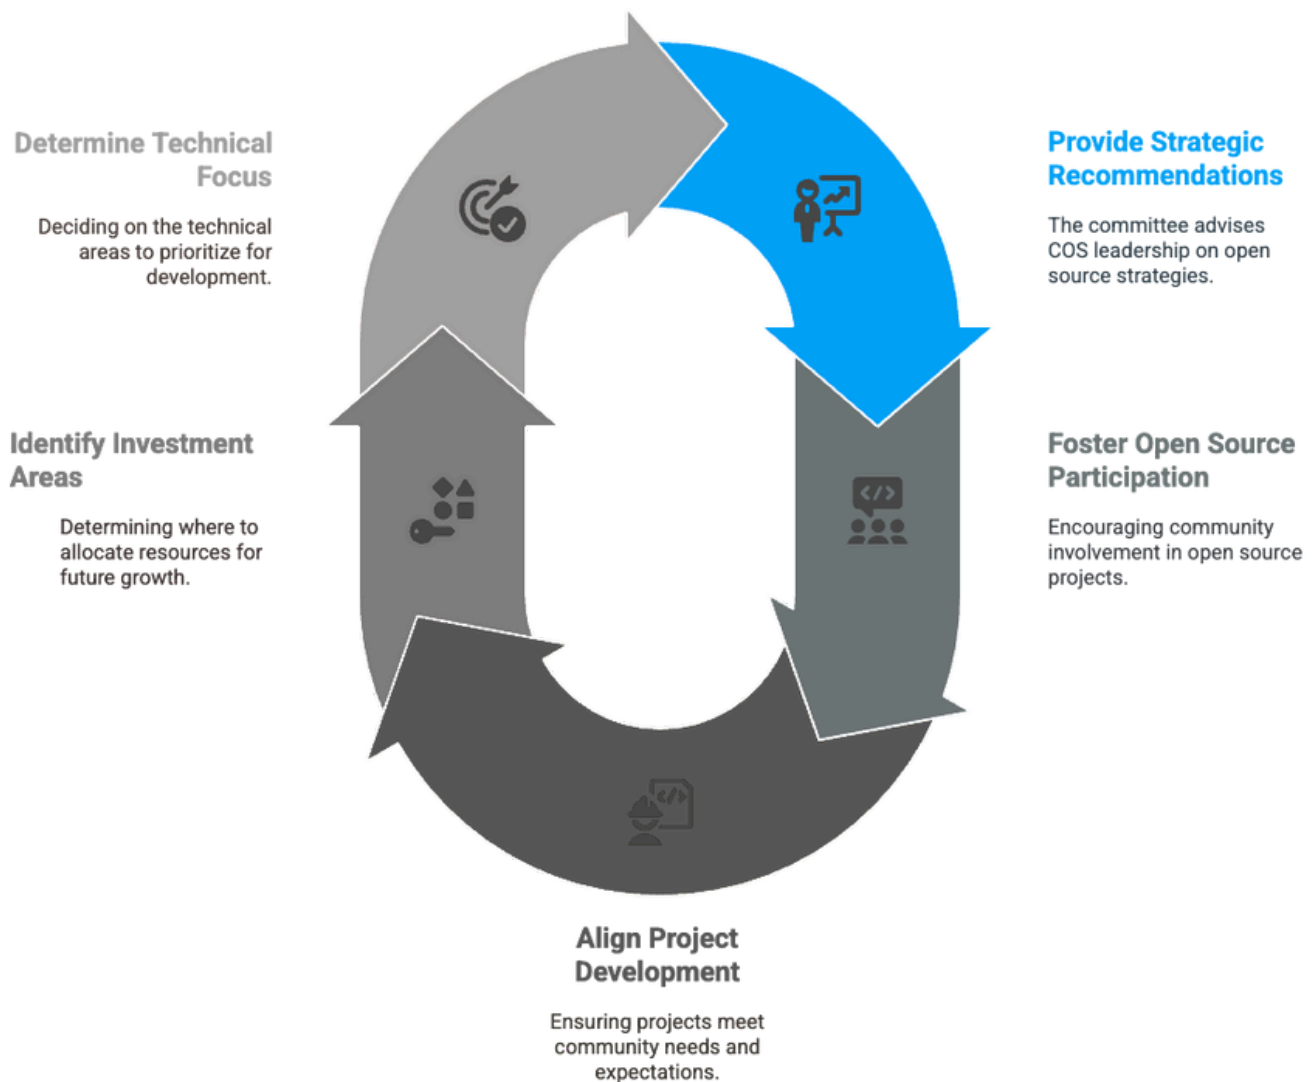 Determine Technical
Focus
Deciding on the technical
areas to prioritize for
development.
Provide Strategic
Recommendations
The committee advises
COS leadership on open
source strategies.
Identify Investment
Areas
Determining where to
allocate resources for
future growth.
Foster Open Source
Participation
Encouraging community
involvement in open source
projects.
</>
</>
Align Project
Development
Ensuring projects meet
community needs and
expectations.